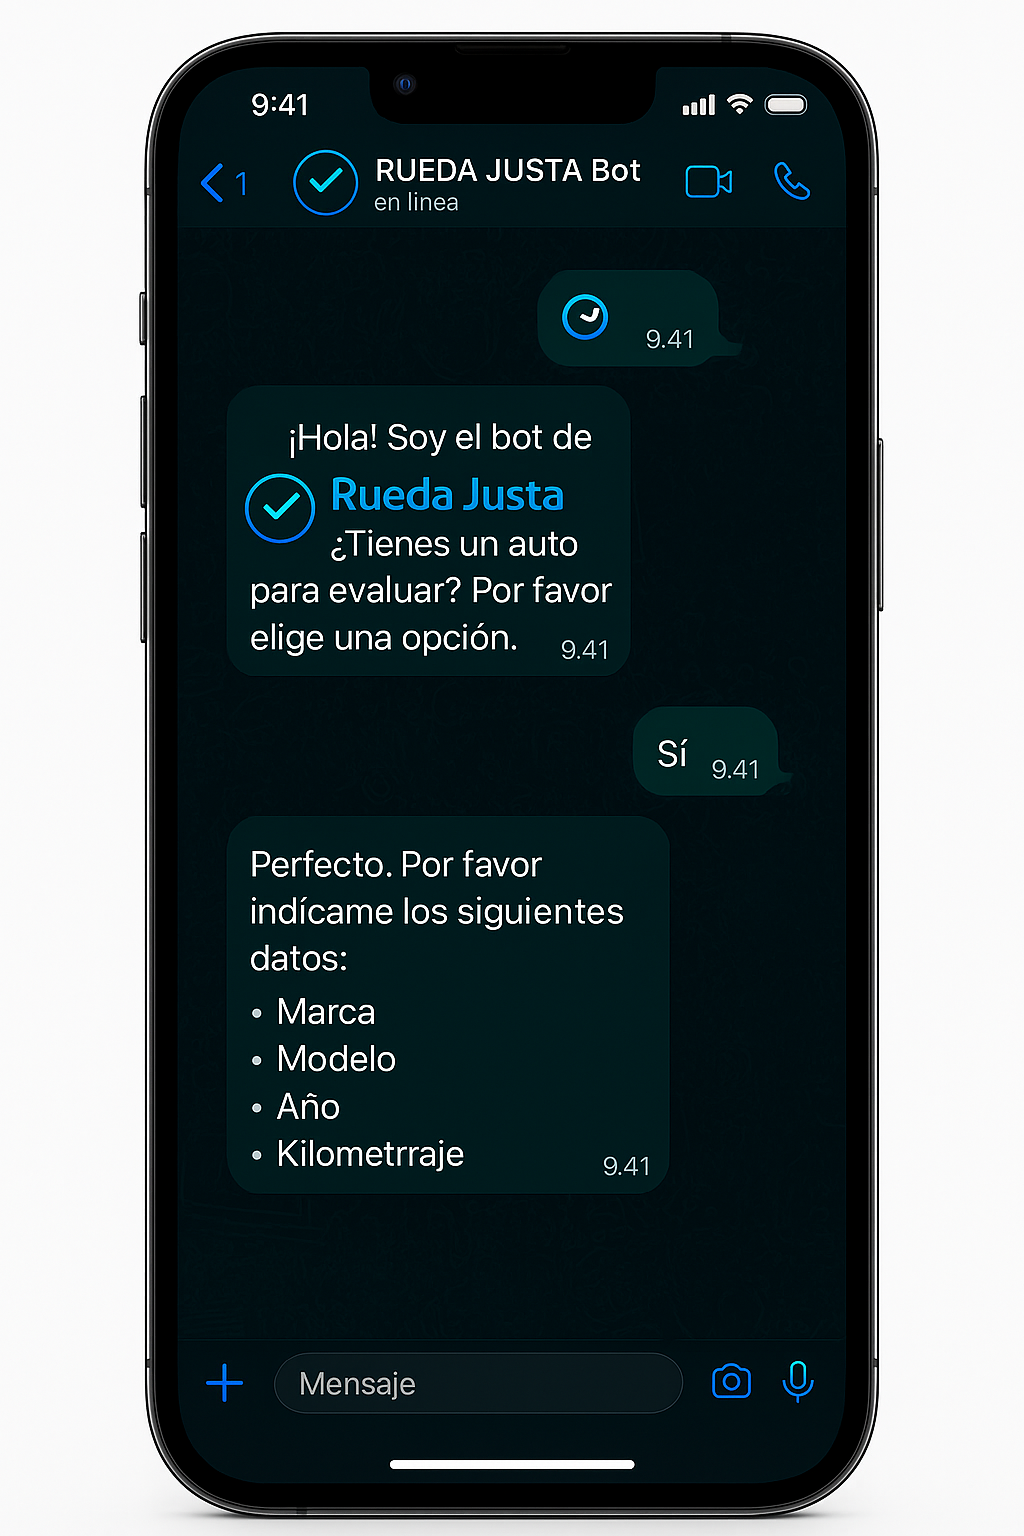 9:41
1
RUEDA JUSTA Bot
en linea
9.41
¡Hola! Soy el bot de
Rueda Justa
¿Tienes un auto
para evaluar? Por favor
elige una opción.
9.41
Sí
9.41
Perfecto. Por favor
indícame los siguientes
datos:
• Marca
• Modelo
• Año
• Kilometrraje
9.41
Mensaje